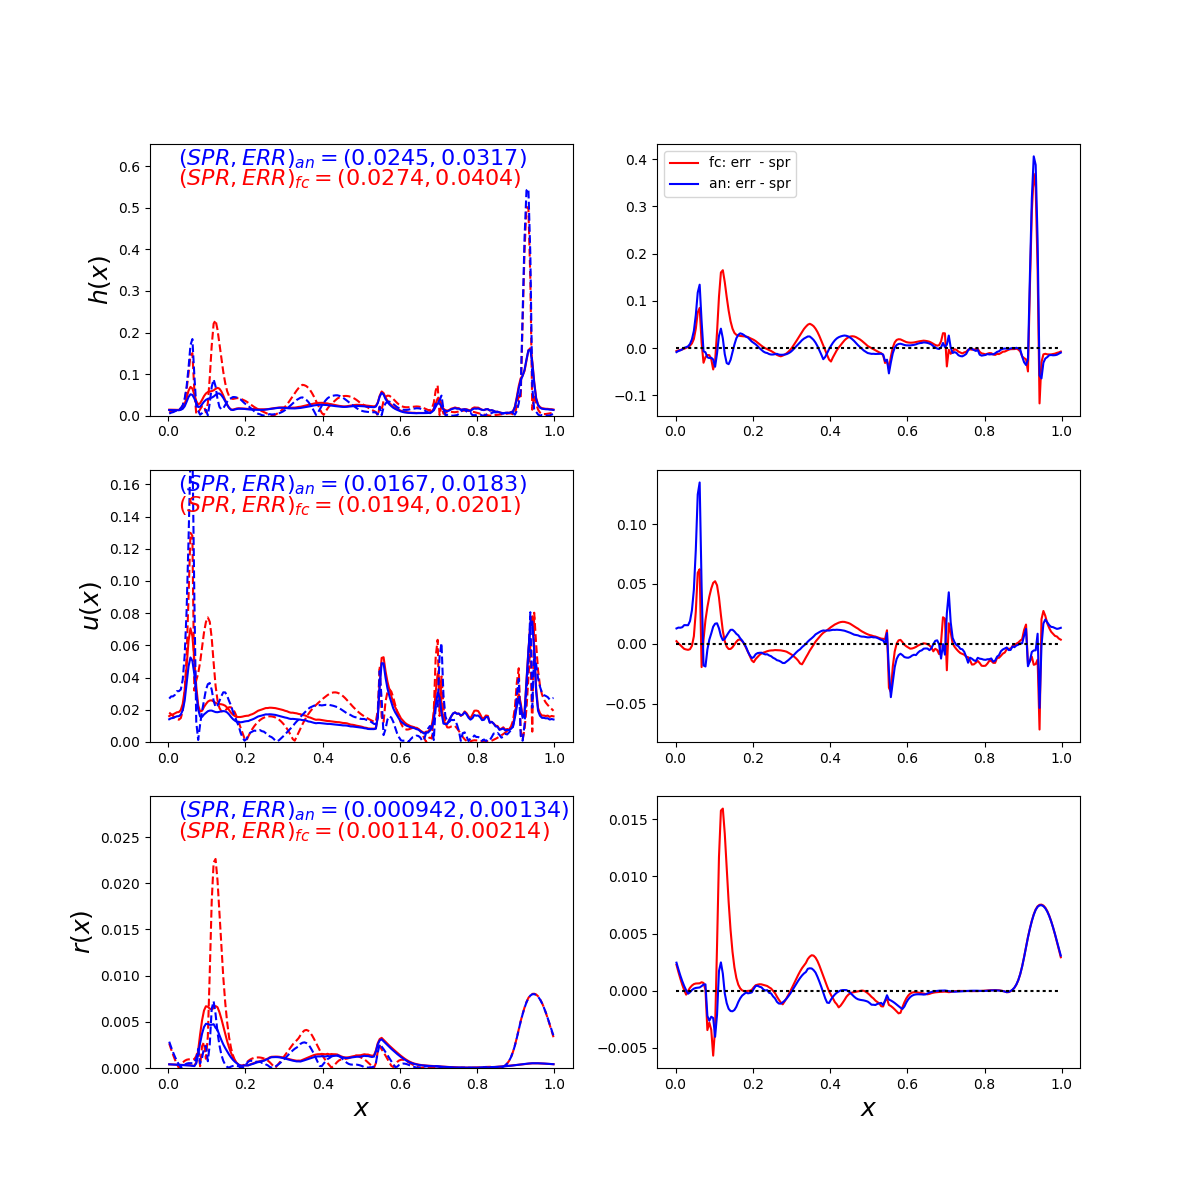 (SPR, ERR)an = (0.0245, 0.0317)
(SPR, ERR)fc = (0.0274, 0.0404)
h(x)
0.6
0.5
0.4
0.3
0.2
0.1
0.0
0.0 0.2 0.4 0.6 0.8 1.0
fc: err - spr
an: err - spr
0.4
0.3
0.2
0.1
0.0
−0.1
0.0 0.2 0.4 0.6 0.8 1.0
(SPR, ERR)an = (0.0167, 0.0183)
(SPR, ERR)fc = (0.0194, 0.0201)
u(x)
0.16
0.14
0.12
0.10
0.08
0.06
0.04
0.02
0.00
0.0 0.2 0.4 0.6 0.8 1.0
0.10
0.05
0.00
−0.05
0.0 0.2 0.4 0.6 0.8 1.0
(SPR, ERR)an = (0.000942, 0.00134)
(SPR, ERR)fc = (0.00114, 0.00214)
r(x)
0.025
0.020
0.015
0.010
0.005
0.000
0.0 0.2 0.4 0.6 0.8 1.0
x
0.015
0.010
0.005
0.000
−0.005
0.0 0.2 0.4 0.6 0.8 1.0
x